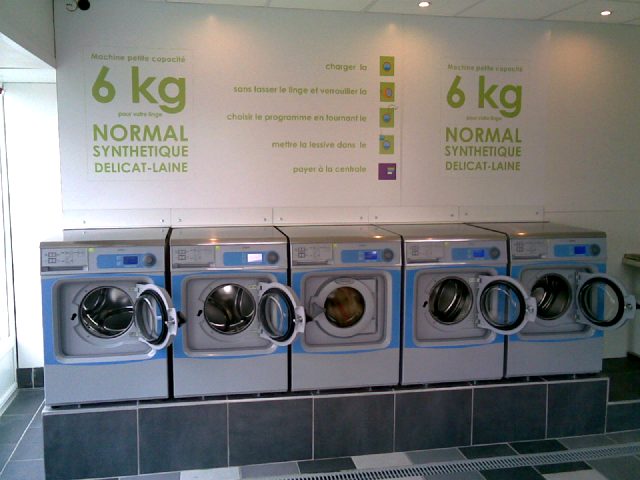 Machine petite capacité
6 kg
pour votre linge
NORMAL
SYNTHETIQUE
DELICAT-LAINE
charger la
sans tasser le linge et verrouiller la
choisir le programme en tournant le
mettre la lessive dans le
payer à la centrale
Machine petite capacité
6 kg
pour votre linge
NORMAL
SYNTHETIQUE
DELICAT-LAINE